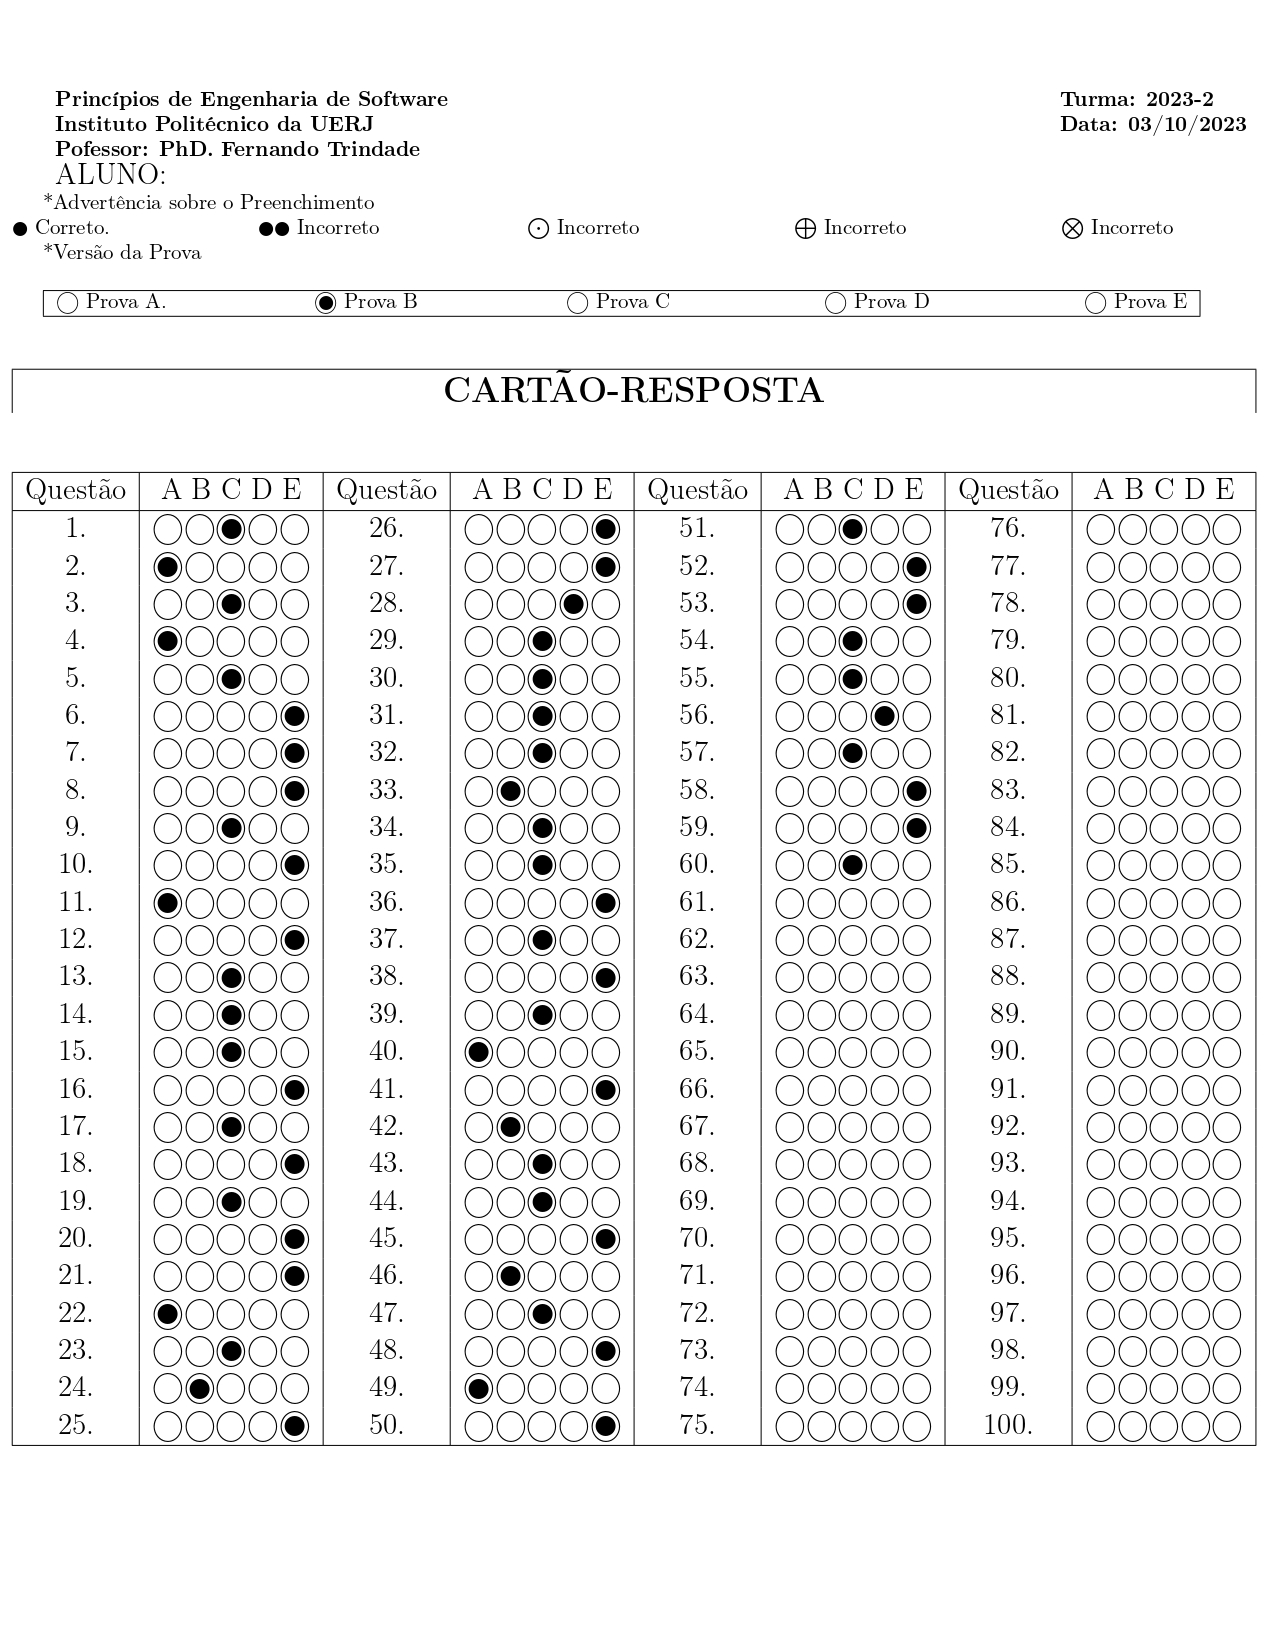 Princípios de Engenharia de Software Turma: 2023-2
Instituto Politécnico da UERJ Data: 03/10/2023
Pofessor: PhD. Fernando Trindade
ALUNO:
*Advertência sobre o Preenchimento
Correto. Incorreto Incorreto Incorreto Incorreto
*Versão da Prova
Prova A. Prova B Prova C Prova D Prova E
CARTÃO-RESPOSTA
Questão A B C D E Questão A B C D E Questão A B C D E Questão A B C D E
1. 26. 51. 76.
2. 27. 52. 77.
3. 28. 53. 78.
4. 29. 54. 79.
5. 30. 55. 80.
6. 31. 56. 81.
7. 32. 57. 82.
8. 33. 58. 83.
9. 34. 59. 84.
10. 35. 60. 85.
11. 36. 61. 86.
12. 37. 62. 87.
13. 38. 63. 88.
14. 39. 64. 89.
15. 40. 65. 90.
16. 41. 66. 91.
17. 42. 67. 92.
18. 43. 68. 93.
19. 44. 69. 94.
20. 45. 70. 95.
21. 46. 71. 96.
22. 47. 72. 97.
23. 48. 73. 98.
24. 49. 74. 99.
25. 50. 75. 100.